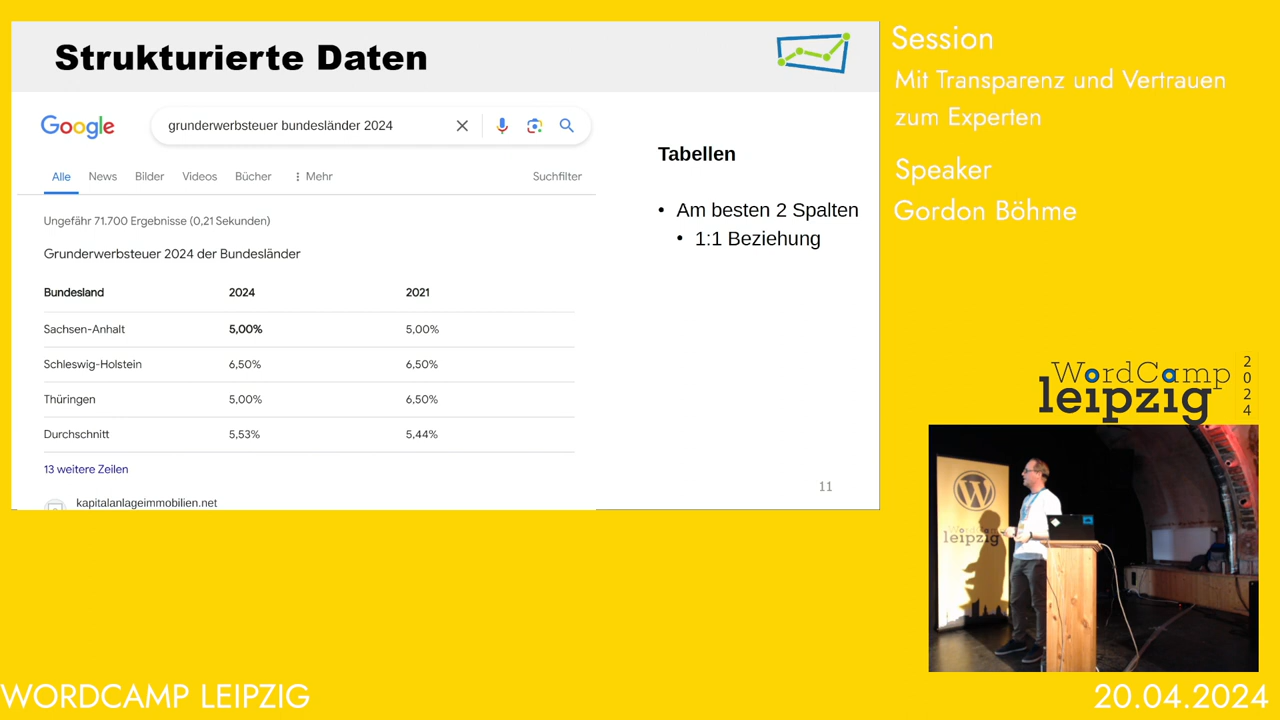 Strukturierte Daten
Google
grunderwerbsteuer bundesländer 2024
Alle News Bilder Videos Bücher Mehr Suchfilter
Ungefähr 71.700 Ergebnisse (0,21 Sekunden)
Grunderwerbsteuer 2024 der Bundesländer
Bundesland 2024 2021
Sachsen-Anhalt 5,00% 5,00%
Schleswig-Holstein 6,50% 6,50%
Thüringen 5,00% 6,50%
Durchschnitt 5,53% 5,44%
13 weitere Zeilen
kapitalanlageimmobilien.net
Tabellen
• Am besten 2 Spalten
• 1:1 Beziehung
11
Session
Mit Transparenz und Vertrauen
zum Experten
Speaker
Gordon Böhme
WordCamp
leipzig
2024
WordCamp
leipzig
WORDCAMP LEIPZIG
20.04.2024